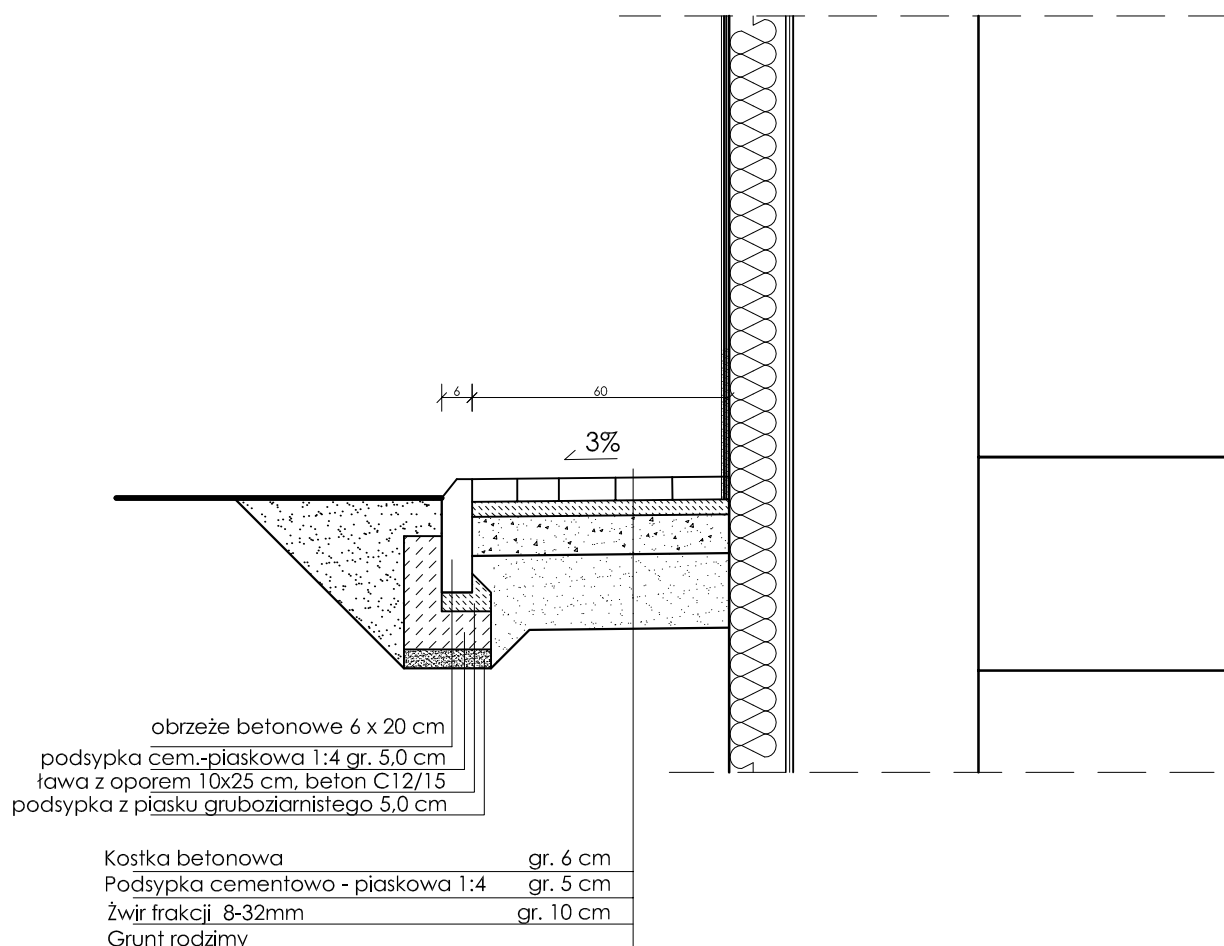 6 60
3%
obrzeże betonowe 6 x 20 cm
podsypka cem.-piaskowa 1:4 gr. 5,0 cm
ława z oporem 10x25 cm, beton C12/15
podsypka z piasku gruboziarnistego 5,0 cm
Kostka betonowa gr. 6 cm
Podsypka cementowo - piaskowa 1:4 gr. 5 cm
Żwir frakcji 8-32mm gr. 10 cm
Grunt rodzimy